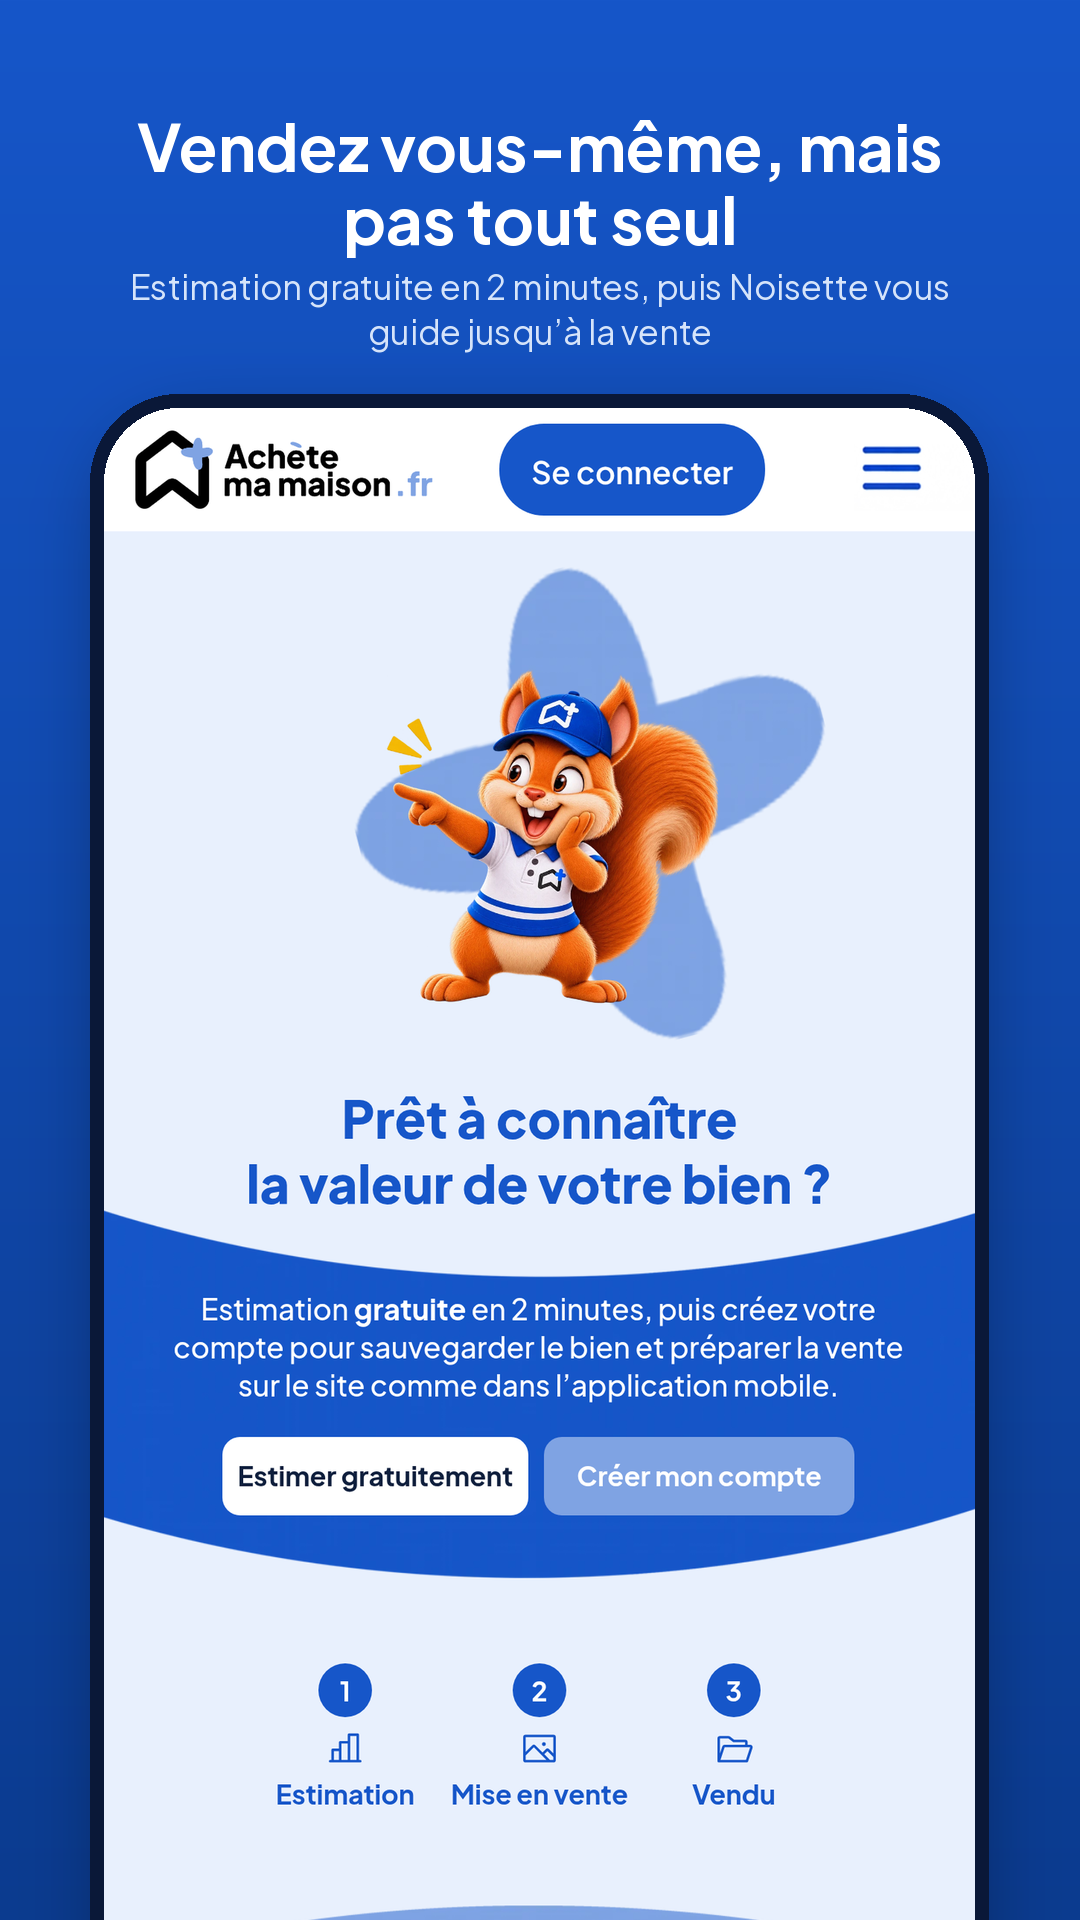 Vendez vous-même, mais
pas tout seul
Estimation gratuite en 2 minutes, puis Noisette vous
guide jusqu’à la vente
Achète
ma maison .fr
Se connecter
Prêt à connaître
la valeur de votre bien ?
Estimation gratuite en 2 minutes, puis créez votre
compte pour sauvegarder le bien et préparer la vente
sur le site comme dans l’application mobile.
Estimer gratuitement
Créer mon compte
1
2
3
Estimation
Mise en vente
Vendu